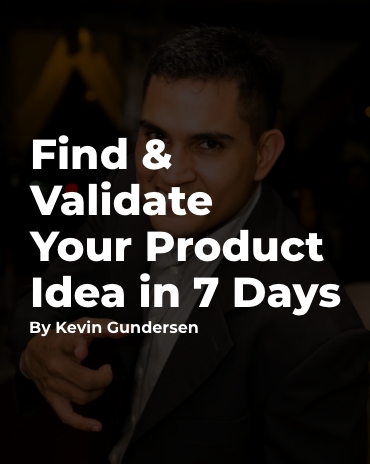 Find &
Validate
Your Product
Idea in 7 Days
By Kevin Gundersen